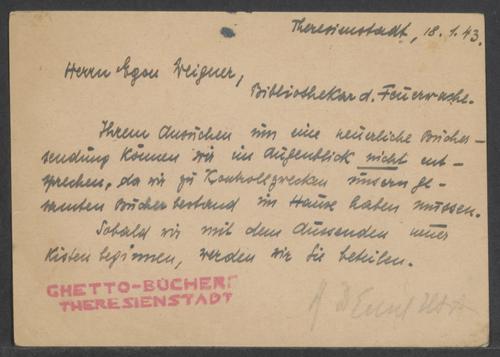 Theresienstadt, 18.1.43.
Herrn Egon Weigner,
Bibliothekar d. Feuerwache.
Ihrem Ansuchen um eine neuerliche Bücher-
sendung können wir im Augenblick nicht ent-
sprechen, da wir zu Kontrollzwecken unsern ge-
samten Bücherbestand im Hause haben müssen.
Sobald wir mit dem Aussenden neuer
Kisten beginnen, werden wir Sie beteilen.
GHETTO-BÜCHEREI
THERESIENSTADT